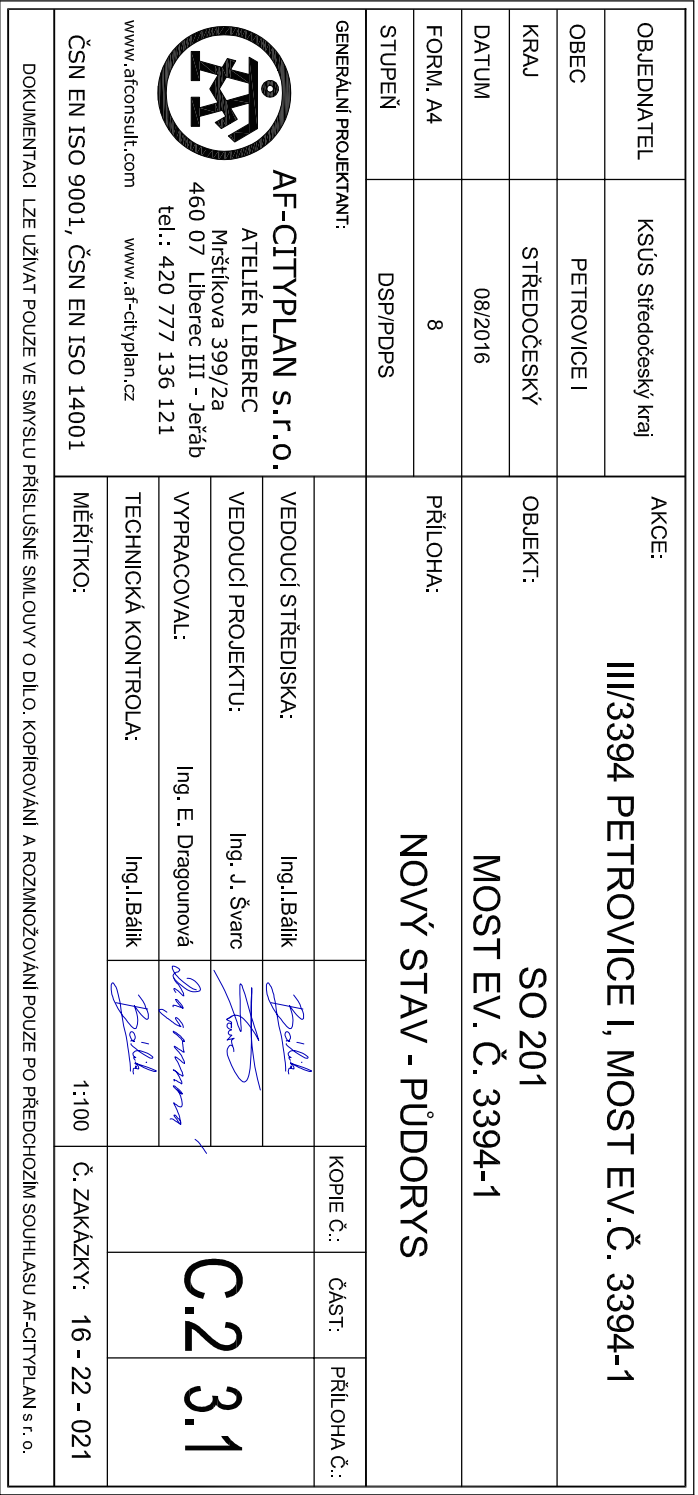 OBJEDNATEL KSÚS Středočeský kraj
OBEC PETROVICE I
KRAJ STŘEDOČESKÝ
DATUM 08/2016
FORM. A4 8
STUPEŇ DSP/PDPS
AKCE:
III/3394 PETROVICE I, MOST EV.Č. 3394-1
OBJEKT:
SO 201
MOST EV. Č. 3394-1
PŘÍLOHA:
NOVÝ STAV - PŮDORYS
GENERÁLNÍ PROJEKTANT:
AF-CITYPLAN s.r.o.
ATELIÉR LIBEREC
Mrštíkova 399/2a
460 07 Liberec III - Jeřáb
tel.: 420 777 136 121
www.afconsult.com www.af-cityplan.cz
ČSN EN ISO 9001, ČSN EN ISO 14001
VEDOUCÍ STŘEDISKA: Ing.I.Bálik Bálik
VEDOUCÍ PROJEKTU: Ing. J. Švarc Švarc
VYPRACOVAL: Ing. E. Dragounová Dragounová
TECHNICKÁ KONTROLA: Ing.I.Bálik Bálik
MĚŘÍTKO: 1:100
KOPIE Č.: ČÁST: PŘÍLOHA Č.:
C.2 3.1
Č. ZAKÁZKY: 16 - 22 - 021
DOKUMENTACI LZE UŽÍVAT POUZE VE SMYSLU PŘÍSLUŠNÉ SMLOUVY O DÍLO. KOPÍROVÁNÍ A ROZMNOŽOVÁNÍ POUZE PO PŘEDCHOZÍM SOUHLASU AF-CITYPLAN s r. o.